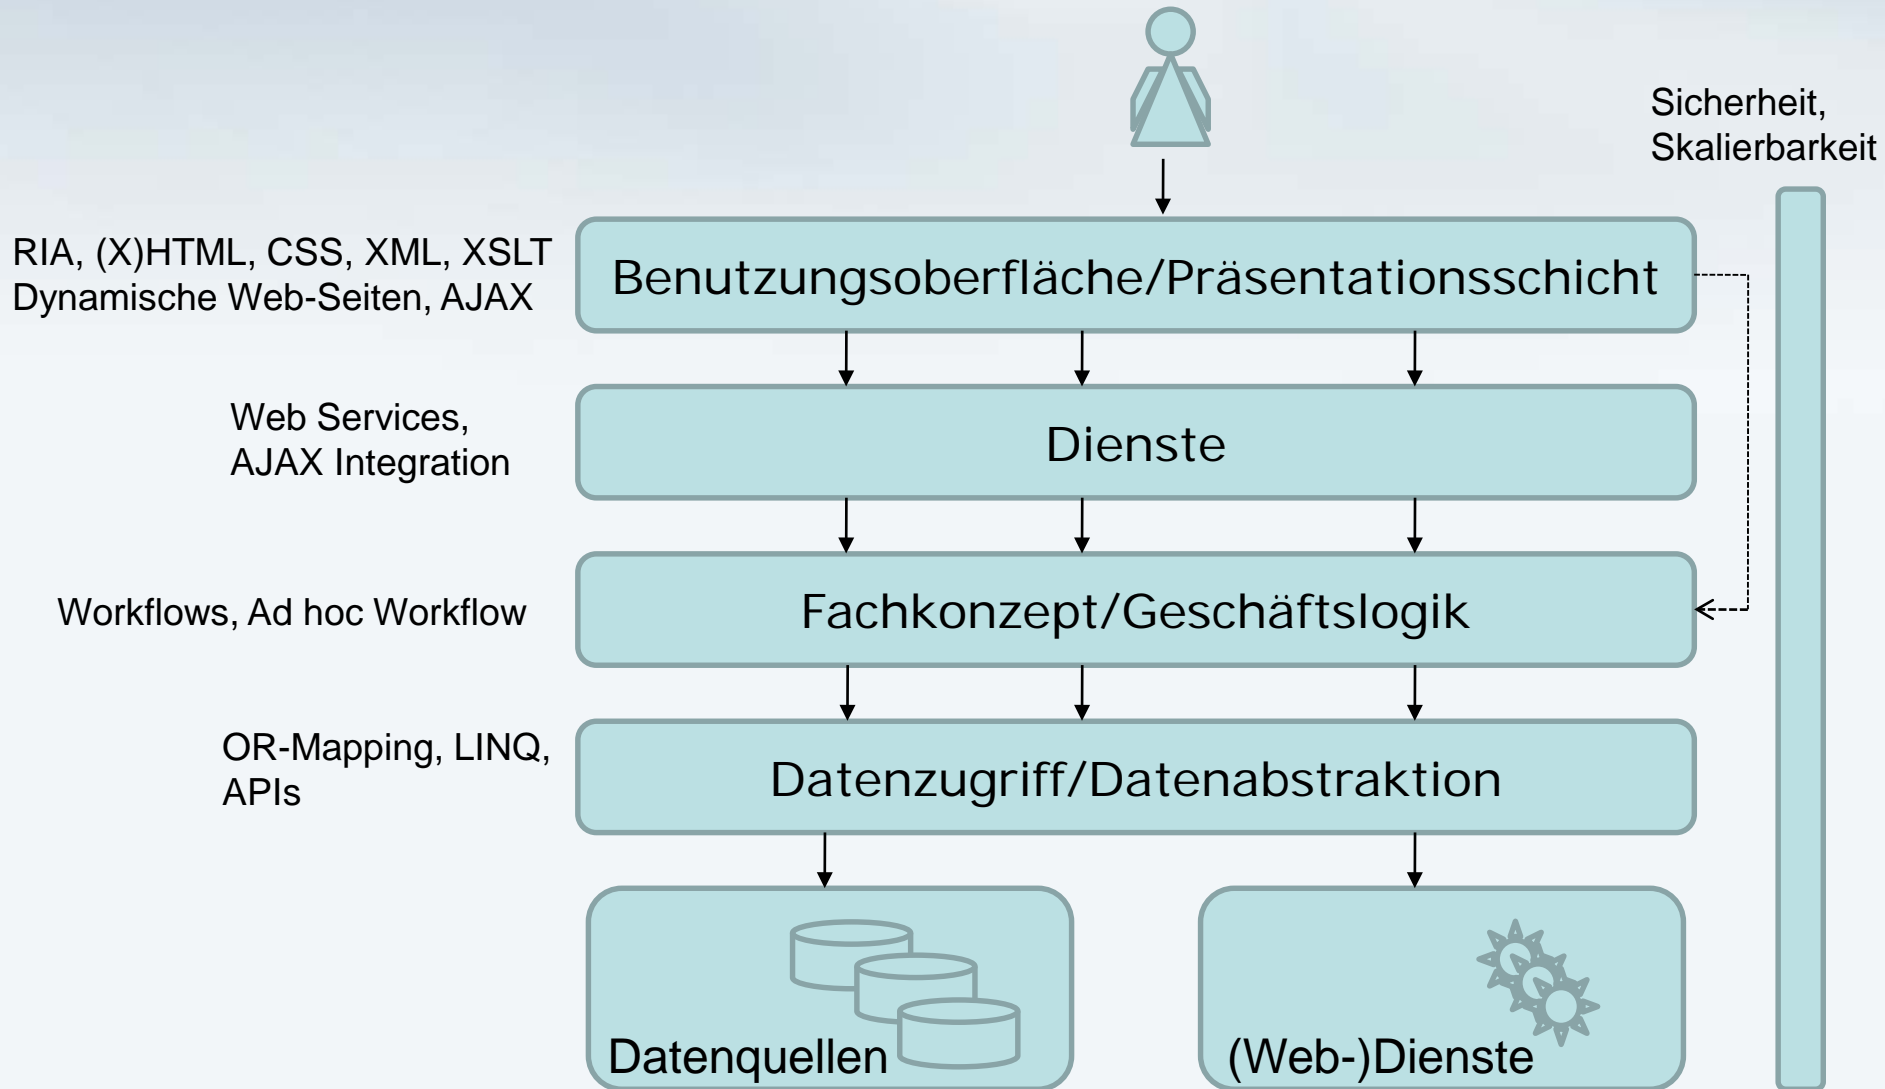 Sicherheit,
Skalierbarkeit
RIA, (X)HTML, CSS, XML, XSLT
Dynamische Web-Seiten, AJAX
Benutzungsoberfläche/Präsentationsschicht
Web Services,
AJAX Integration
Dienste
Workflows, Ad hoc Workflow
Fachkonzept/Geschäftslogik
OR-Mapping, LINQ,
APIs
Datenzugriff/Datenabstraktion
Datenquellen
(Web-)Dienste